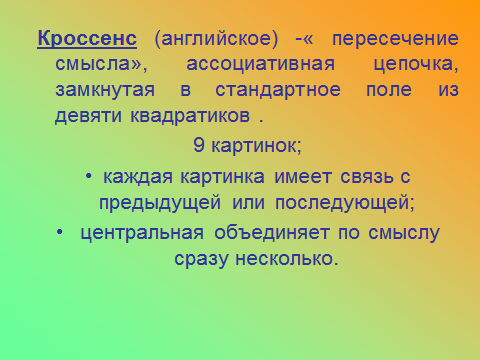 Кроссенс (английское) -« пересечение
смысла», ассоциативная цепочка,
замкнутая в стандартное поле из
девяти квадратиков .
9 картинок;
• каждая картинка имеет связь с
предыдущей или последующей;
• центральная объединяет по смыслу
сразу несколько.